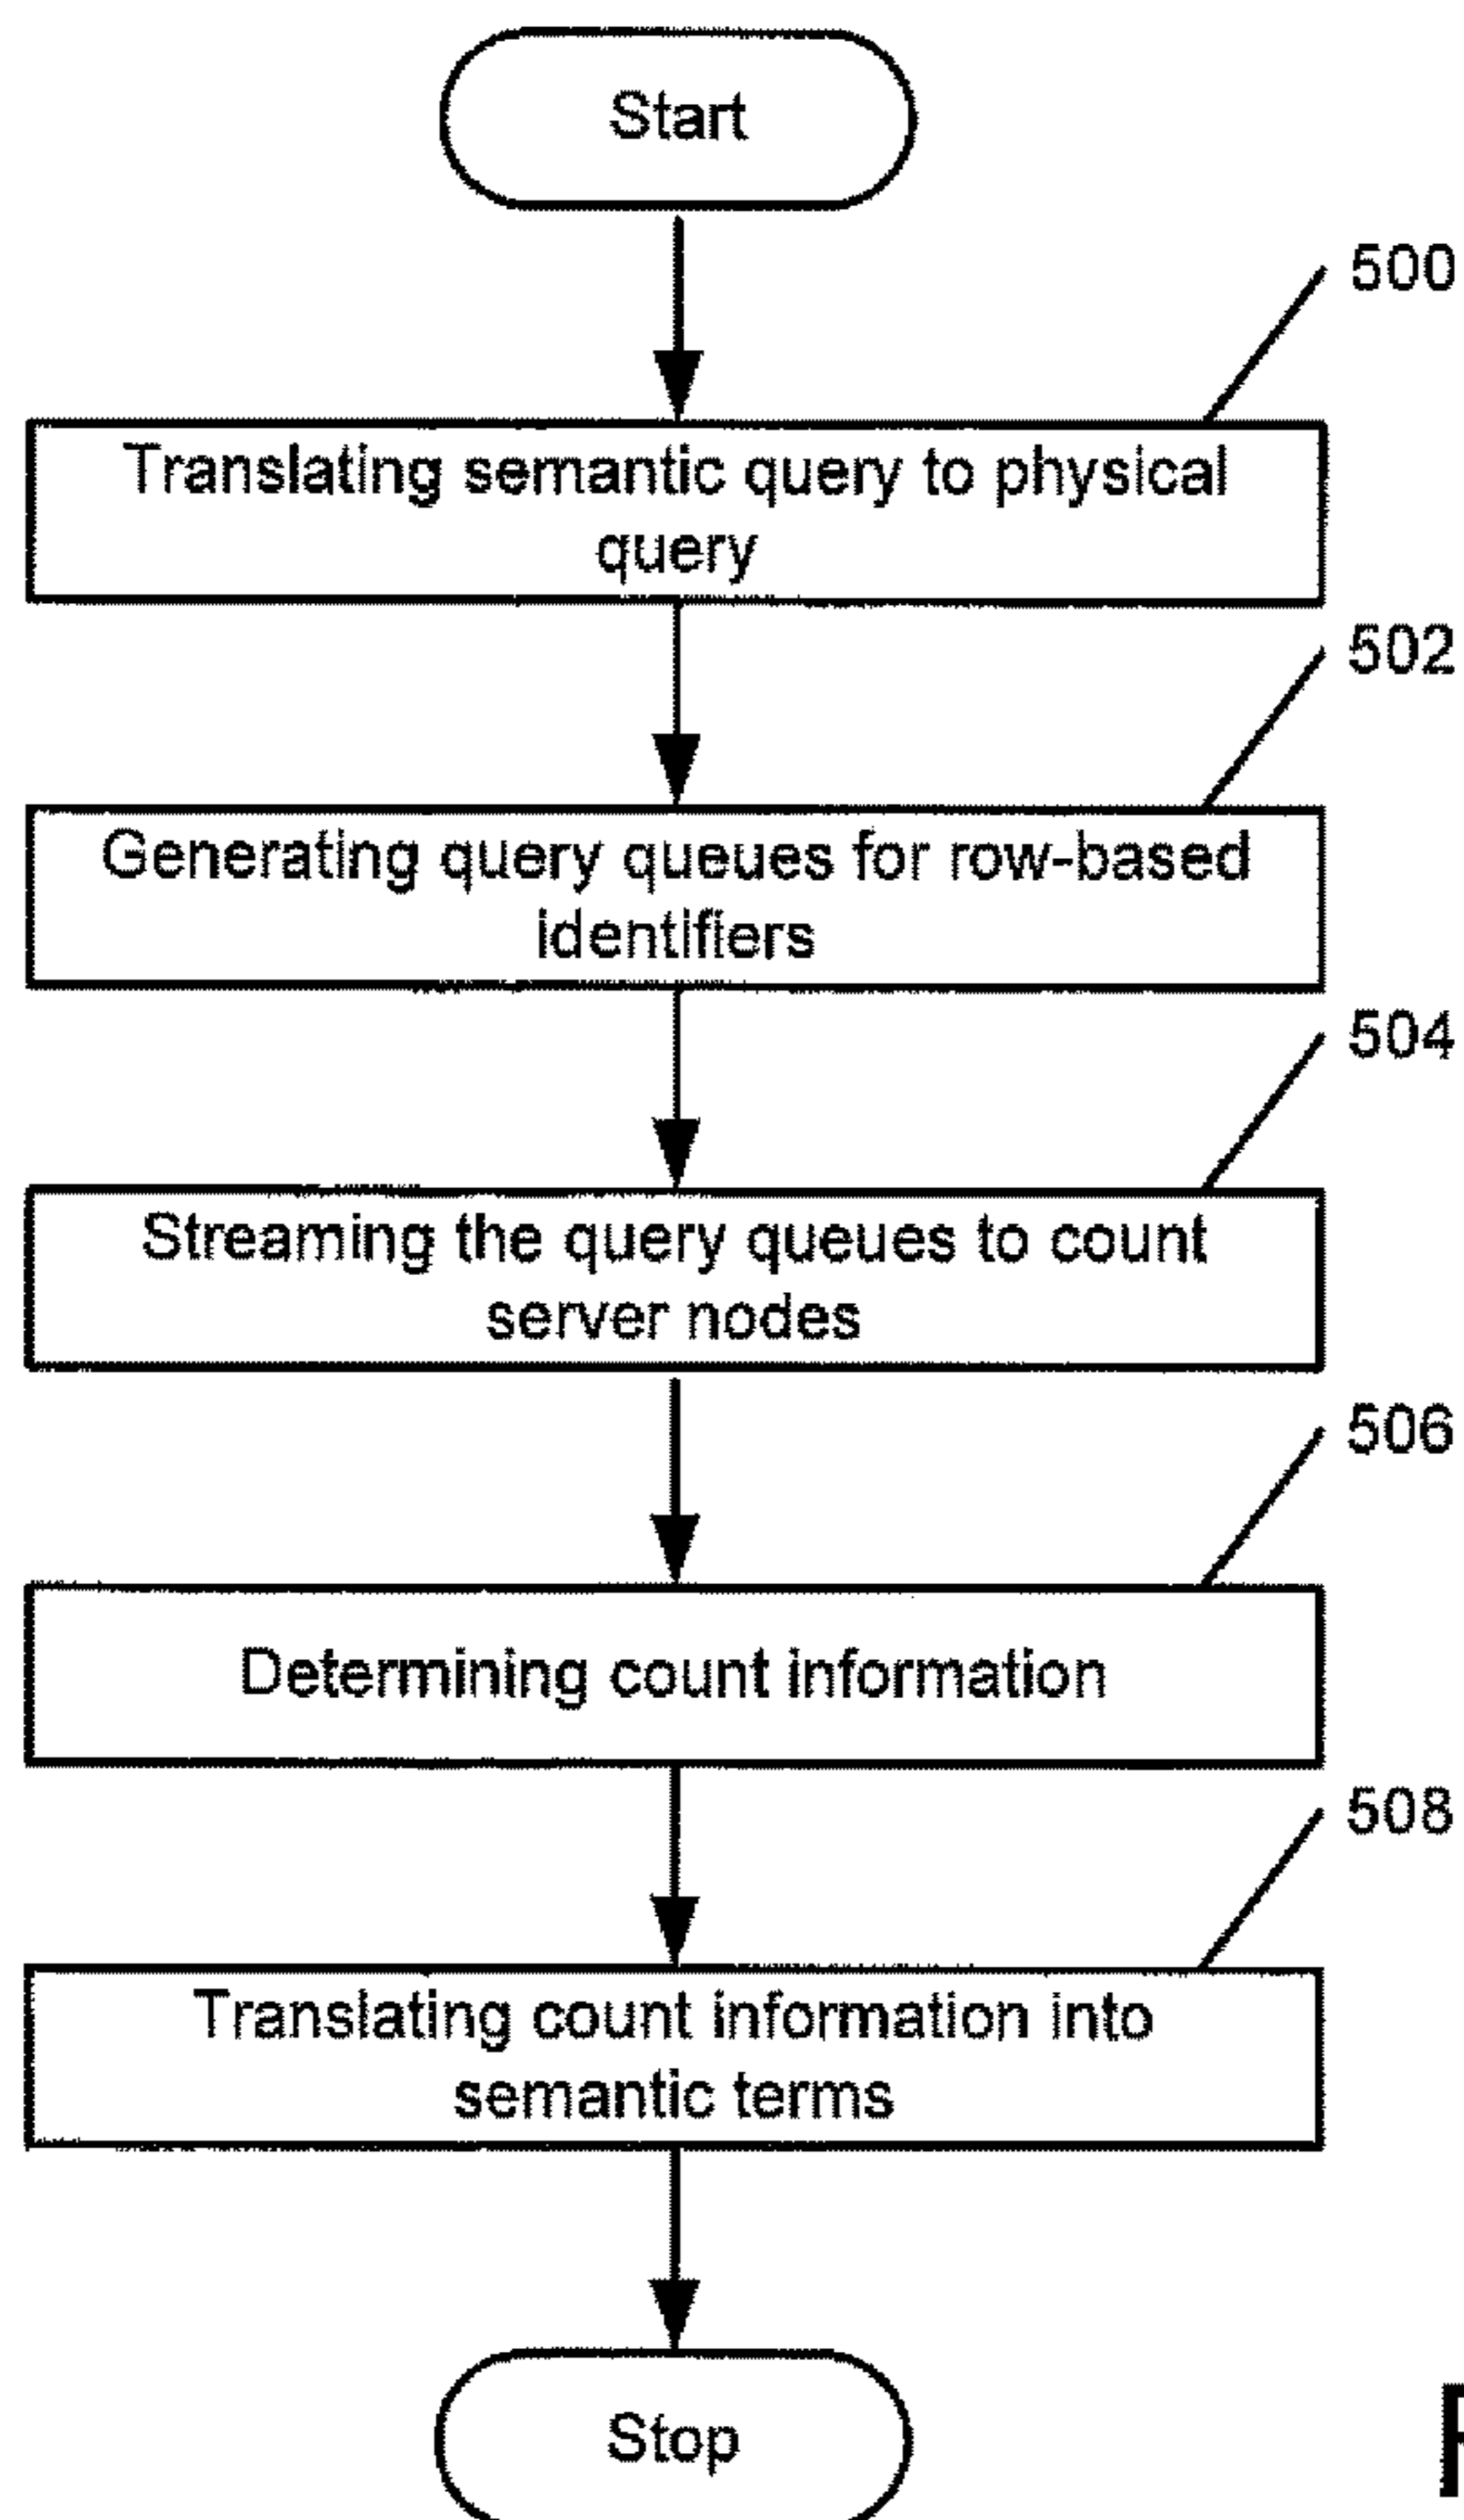 Start
500
Translating semantic query to physical
query
502
Generating query queues for row-based
identifiers
504
Streaming the query queues to count
server nodes
506
Determining count information
508
Translating count information into
semantic terms
Stop